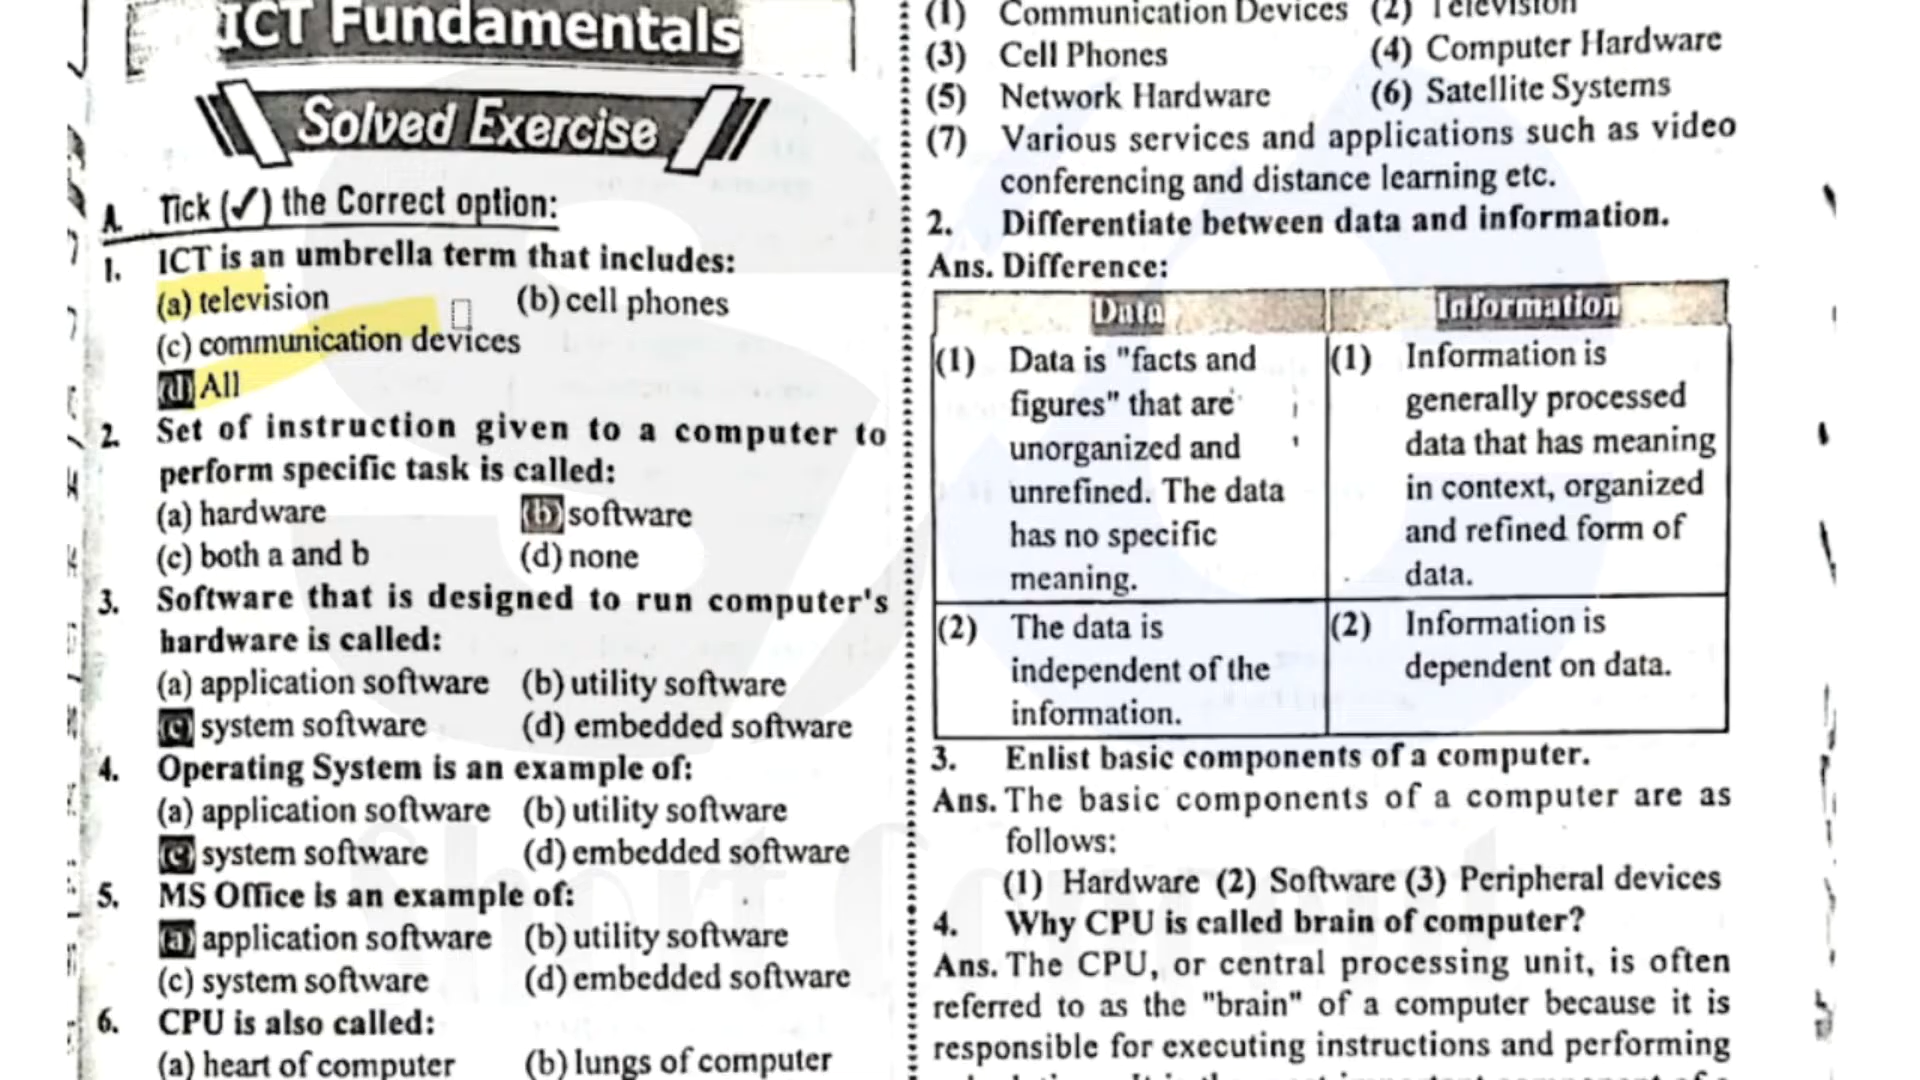 ICT Fundamentals
Solved Exercise
A. Tick (✓) the Correct option:
1. ICT is an umbrella term that includes:
(a) television (b) cell phones
(c) communication devices
(d) All
2. Set of instruction given to a computer to
perform specific task is called:
(a) hardware (b) software
(c) both a and b (d) none
3. Software that is designed to run computer's
hardware is called:
(a) application software (b) utility software
(c) system software (d) embedded software
4. Operating System is an example of:
(a) application software (b) utility software
(c) system software (d) embedded software
5. MS Office is an example of:
(a) application software (b) utility software
(c) system software (d) embedded software
6. CPU is also called:
(a) heart of computer (b) lungs of computer
(1) Communication Devices (2) Television
(3) Cell Phones (4) Computer Hardware
(5) Network Hardware (6) Satellite Systems
(7) Various services and applications such as video
conferencing and distance learning etc.
2. Differentiate between data and information.
Ans. Difference:
Data Information
(1) Data is "facts and
figures" that are
unorganized and
unrefined. The data
has no specific
meaning.
(1) Information is
generally processed
data that has meaning
in context, organized
and refined form of
data.
(2) The data is
independent of the
information.
(2) Information is
dependent on data.
3. Enlist basic components of a computer.
Ans. The basic components of a computer are as
follows:
(1) Hardware (2) Software (3) Peripheral devices
4. Why CPU is called brain of computer?
Ans. The CPU, or central processing unit, is often
referred to as the "brain" of a computer because it is
responsible for executing instructions and performing